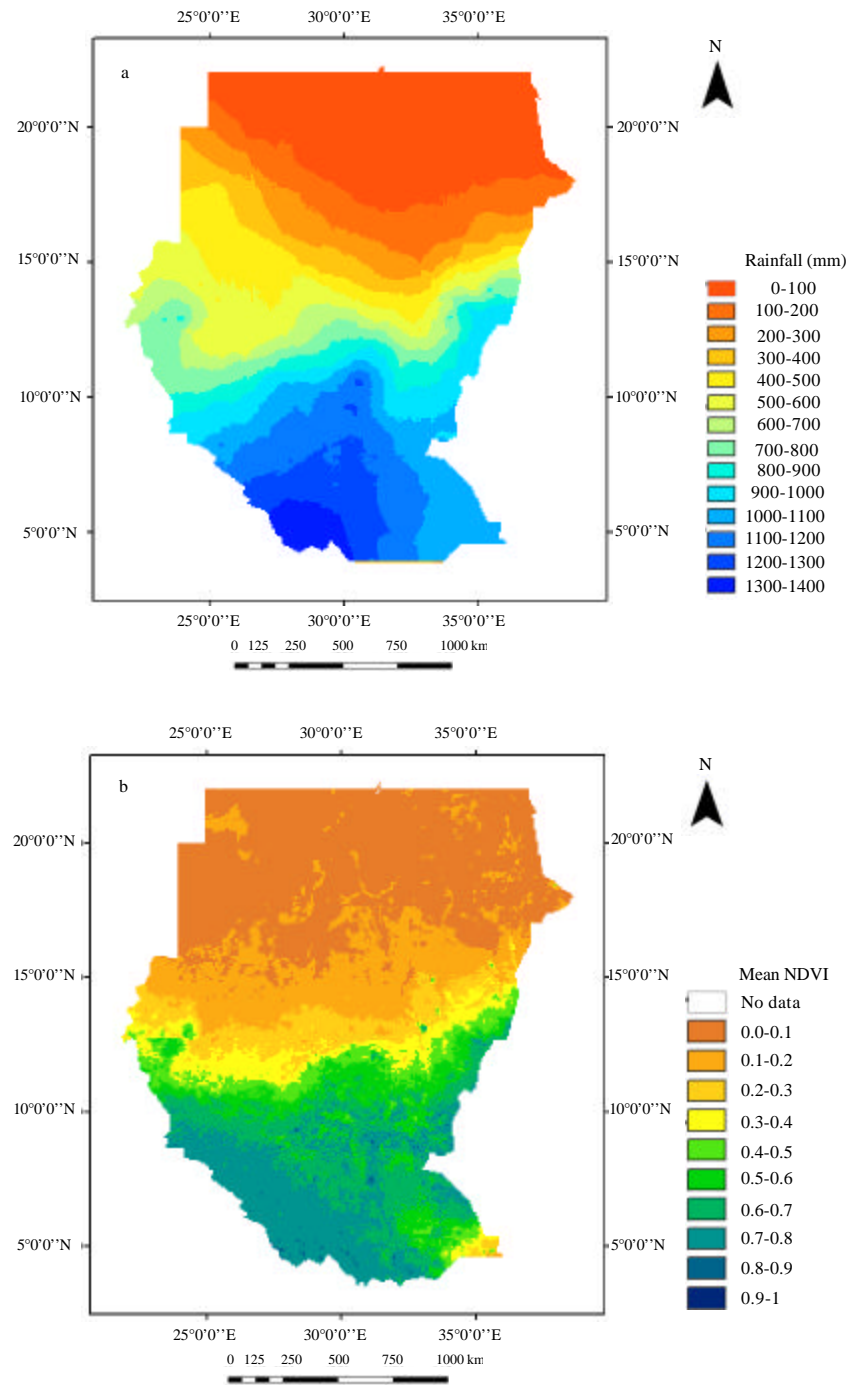 25°0'0’’E 30°0'0’’E 35°0'0’’E
a
N
20°0'0’’N 20°0'0’’N
15°0'0’’N 15°0'0’’N
10°0'0’’N 10°0'0’’N
5°0'0’’N 5°0'0’’N
Rainfall (mm)
0-100
100-200
200-300
300-400
400-500
500-600
600-700
700-800
800-900
900-1000
1000-1100
1100-1200
1200-1300
1300-1400
25°0'0’’E 30°0'0’’E 35°0'0’’E
0 125 250 500 750 1000 km
25°0'0’’E 30°0'0’’E 35°0'0’’E
b
N
20°0'0’’N 20°0'0’’N
15°0'0’’N 15°0'0’’N
10°0'0’’N 10°0'0’’N
5°0'0’’N 5°0'0’’N
Mean NDVI
No data
0.0-0.1
0.1-0.2
0.2-0.3
0.3-0.4
0.4-0.5
0.5-0.6
0.6-0.7
0.7-0.8
0.8-0.9
0.9-1
25°0'0’’E 30°0'0’’E 35°0'0’’E
0 125 250 500 750 1000 km